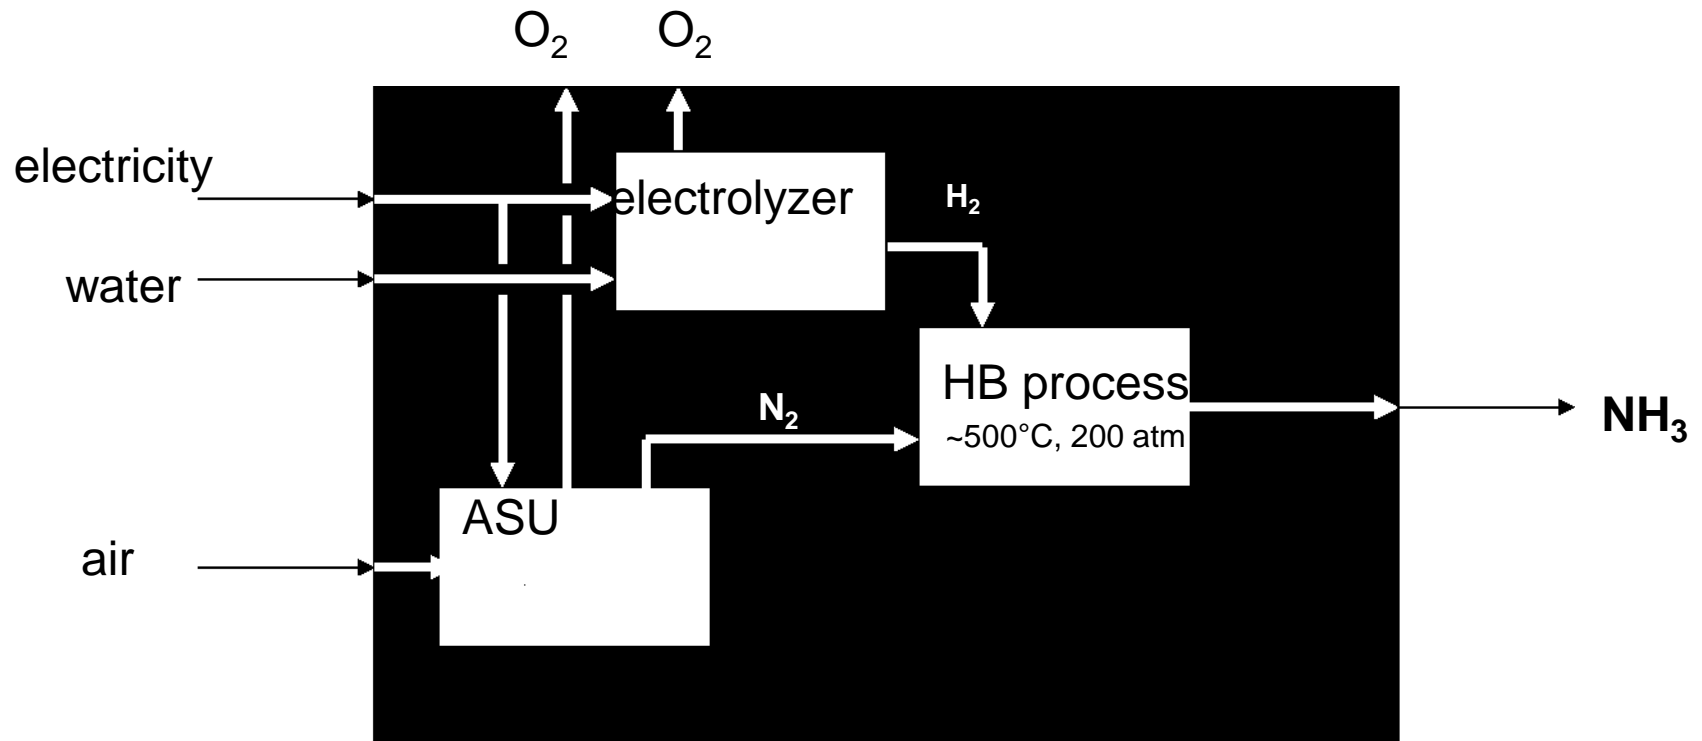 O₂ O₂
electricity
electrolyzer
H₂
water
HB process
~500°C, 200 atm
N₂
NH₃
ASU
air